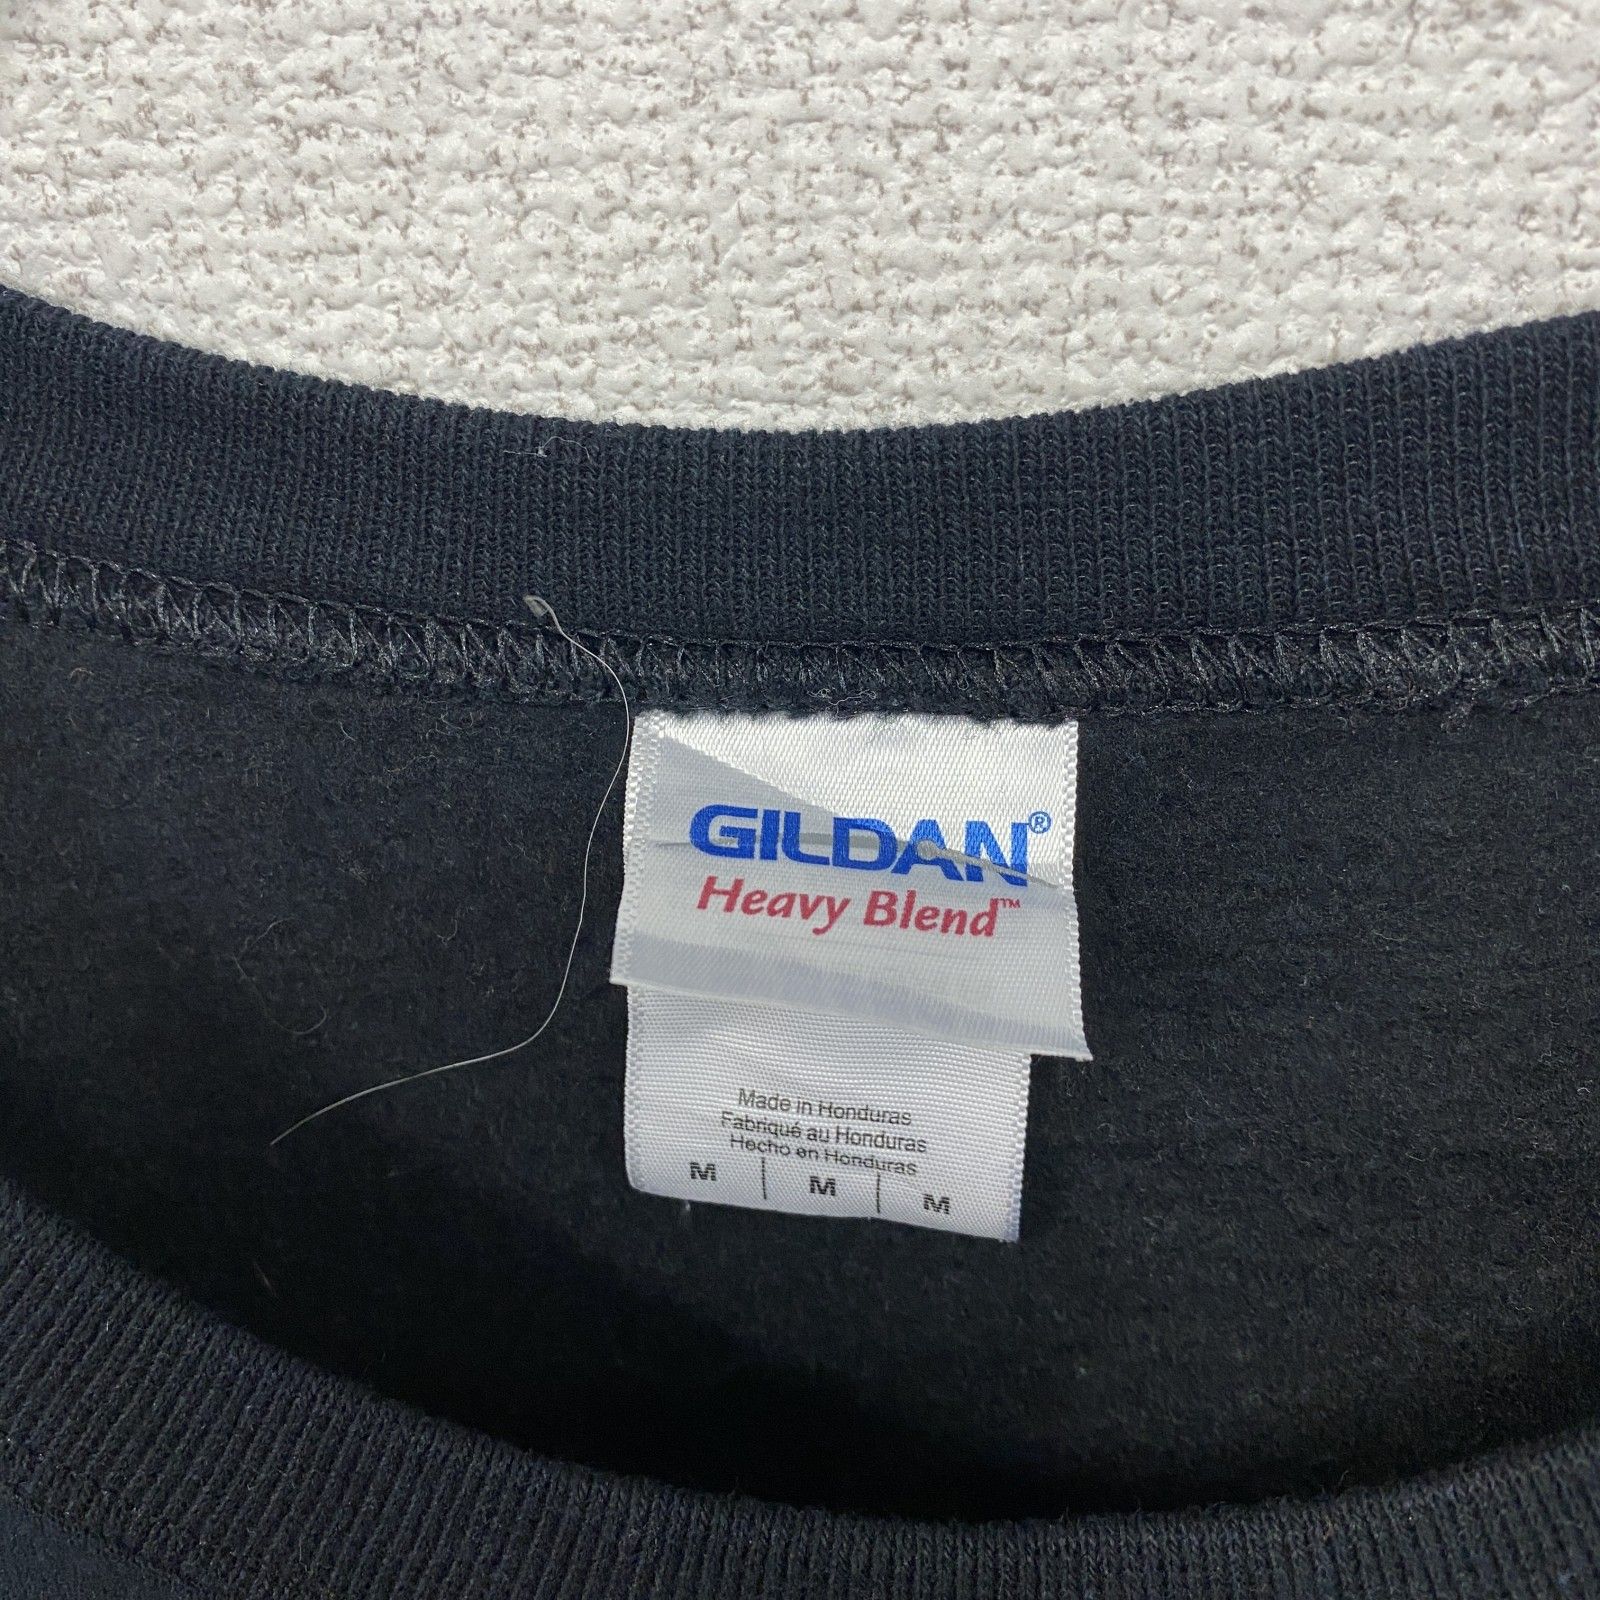 GILDAN®
Heavy Blend™
Made in Honduras
Fabriqué au Honduras
Hecho en Honduras
M | M | M